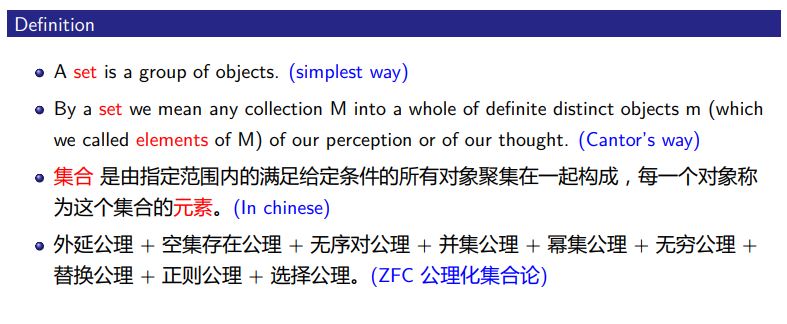 Definition
A set is a group of objects. (simplest way)
By a set we mean any collection M into a whole of definite distinct objects m (which
we called elements of M) of our perception or of our thought. (Cantor's way)
集合 是由指定范围内的满足给定条件的所有对象聚集在一起构成，每一个对象称
为这个集合的元素。(In chinese)
外延公理 + 空集存在公理 + 无序对公理 + 并集公理 + 幂集公理 + 无穷公理 +
替换公理 + 正则公理 + 选择公理。(ZFC 公理化集合论)